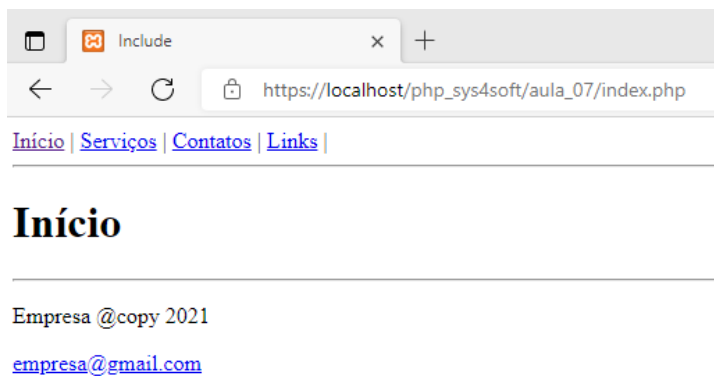 Include
https://localhost/php_sys4soft/aula_07/index.php
Início | Serviços | Contatos | Links |
Início
Empresa @copy 2021
empresa@gmail.com